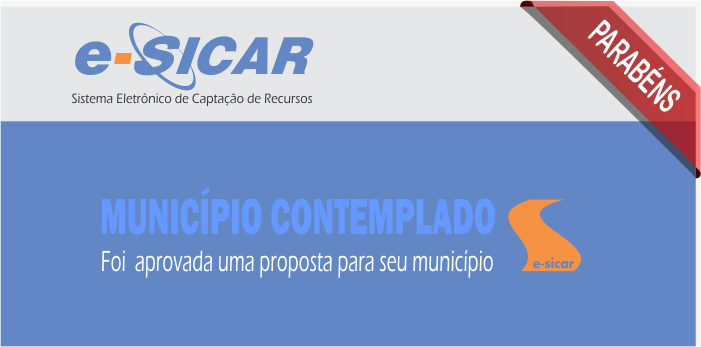 e-SICAR
Sistema Eletrônico de Captação de Recursos
PARABÉNS
MUNICÍPIO CONTEMPLADO
Foi aprovada uma proposta para seu município
e-sicar